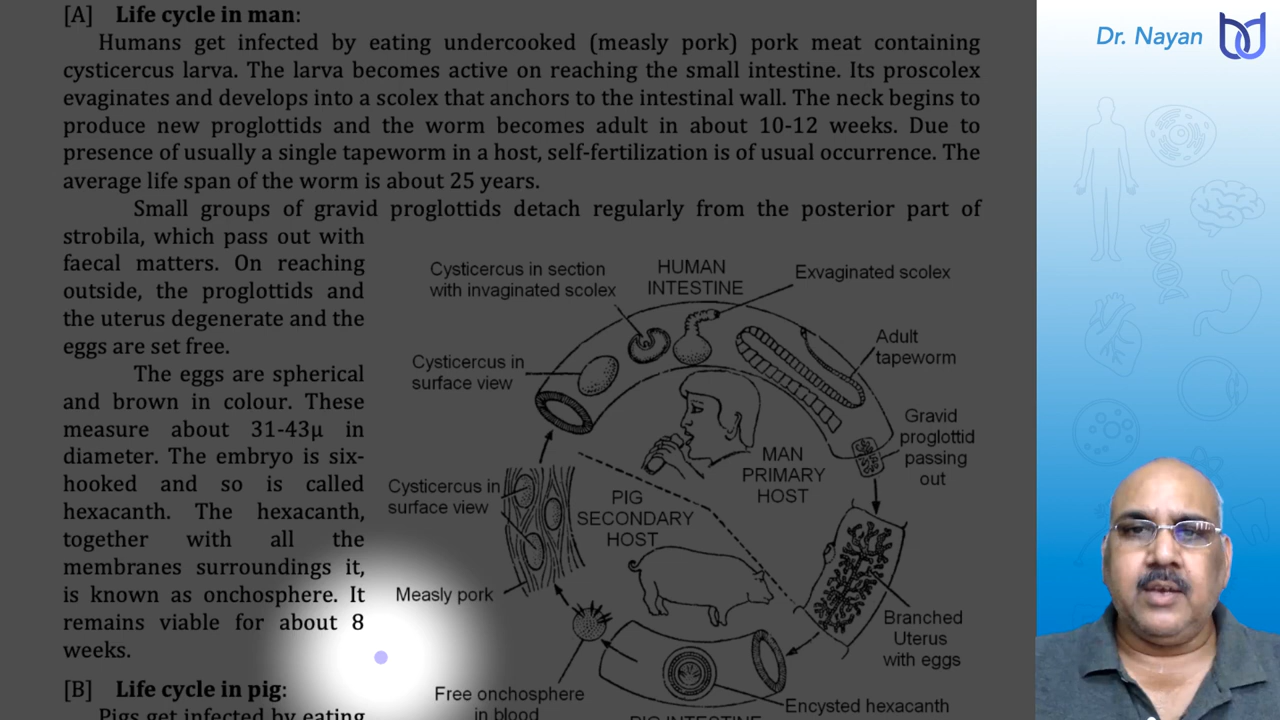 [A] Life cycle in man:
Humans get infected by eating undercooked (measly pork) pork meat containing
cysticercus larva. The larva becomes active on reaching the small intestine. Its proscolex
evaginates and develops into a scolex that anchors to the intestinal wall. The neck begins to
produce new proglottids and the worm becomes adult in about 10-12 weeks. Due to
presence of usually a single tapeworm in a host, self-fertilization is of usual occurrence. The
average life span of the worm is about 25 years.
Small groups of gravid proglottids detach regularly from the posterior part of
strobila, which pass out with
faecal matters. On reaching
outside, the proglottids and
the uterus degenerate and the
eggs are set free.
The eggs are spherical
and brown in colour. These
measure about 31-43µ in
diameter. The embryo is six-
hooked and so is called
hexacanth. The hexacanth,
together with all the
membranes surroundings it,
is known as onchosphere. It
remains viable for about 8
weeks.
[B] Life cycle in pig:
Pigs get infected by eating
Cysticercus in section
with invaginated scolex
HUMAN
INTESTINE
Exvaginated scolex
Cysticercus in
surface view
Adult
tapeworm
Gravid
proglottid
passing
out
MAN
PRIMARY
HOST
Cysticercus in
surface view
PIG
SECONDARY
HOST
Measly pork
Branched
Uterus
with eggs
Free onchosphere
in blood
Encysted hexacanth
PIG INTESTINE
Dr. Nayan